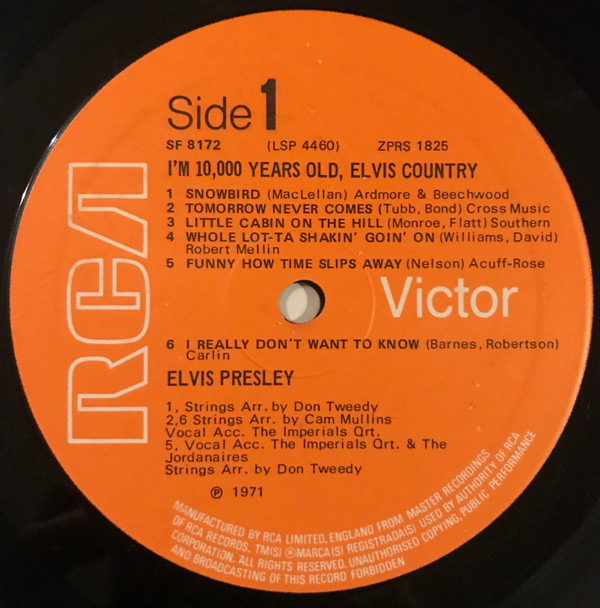 Side 1
SF 8172 (LSP 4460) ZPRS 1825
I'M 10,000 YEARS OLD, ELVIS COUNTRY
1 SNOWBIRD (MacLellan) Ardmore & Beechwood
2 TOMORROW NEVER COMES (Tubb, Bond) Cross Music
3 LITTLE CABIN ON THE HILL (Monroe, Flatt) Southern
4 WHOLE LOT-TA SHAKIN' GOIN' ON (Williams, David)
Robert Mellin
5 FUNNY HOW TIME SLIPS AWAY (Nelson) Acuff-Rose
RCA
Victor
6 I REALLY DON'T WANT TO KNOW (Barnes, Robertson)
Carlin
ELVIS PRESLEY
1, Strings Arr. by Don Tweedy
2,6 Strings Arr. by Cam Mullins
Vocal Acc. The Imperials Qrt.
5, Vocal Acc. The Imperials Qrt. & The
Jordanaires
Strings Arr. by Don Tweedy
℗ 1971
MANUFACTURED BY RCA LIMITED, ENGLAND FROM MASTER RECORDINGS
OF RCA RECORDS, TM(S) ® MARCA(S) REGISTRADA(S) USED BY AUTHORITY OF RCA
CORPORATION, ALL RIGHTS RESERVED. UNAUTHORISED COPYING, PUBLIC PERFORMANCE
AND BROADCASTING OF THIS RECORD FORBIDDEN